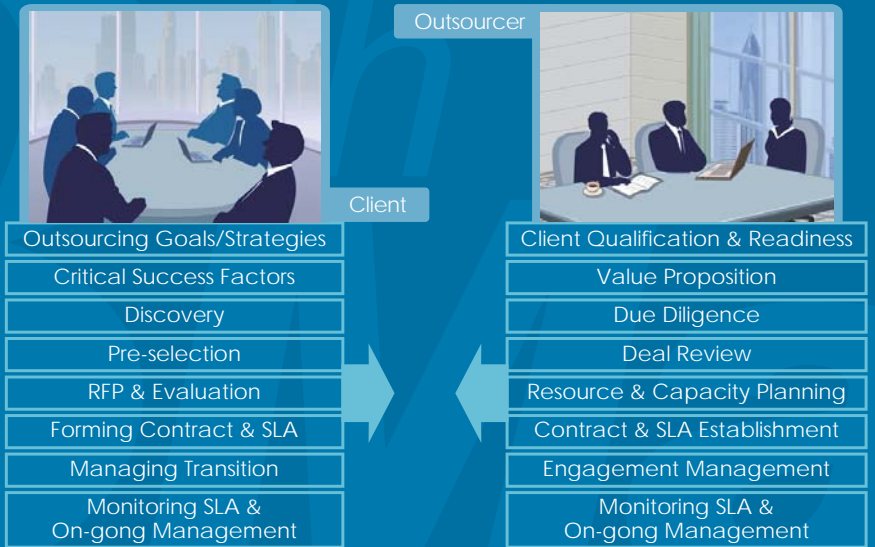 Outsourcer
Client
Outsourcing Goals/Strategies
Critical Success Factors
Discovery
Pre-selection
RFP & Evaluation
Forming Contract & SLA
Managing Transition
Monitoring SLA &
On-gong Management
Client Qualification & Readiness
Value Proposition
Due Diligence
Deal Review
Resource & Capacity Planning
Contract & SLA Establishment
Engagement Management
Monitoring SLA &
On-gong Management